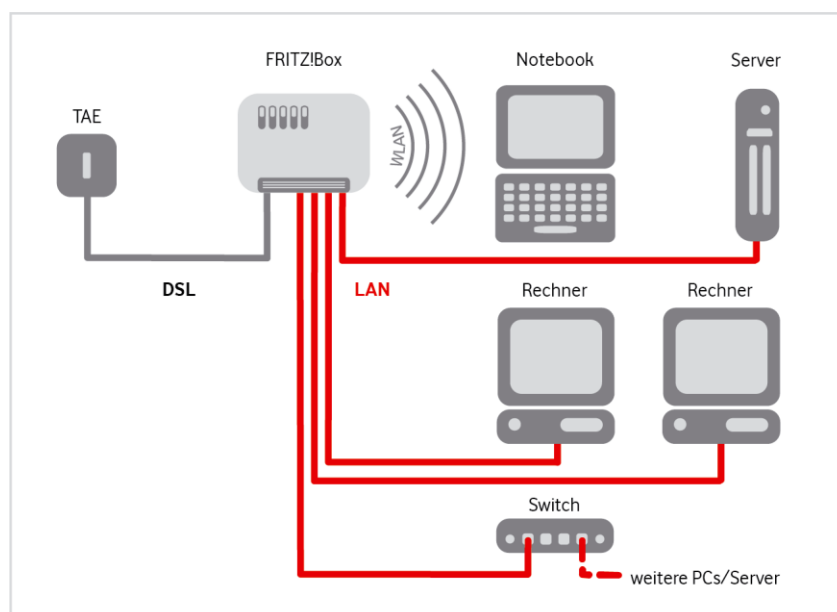 FRITZ!Box
Notebook
Server
TAE
WLAN
DSL
LAN
Rechner
Rechner
Switch
weitere PCs/Server